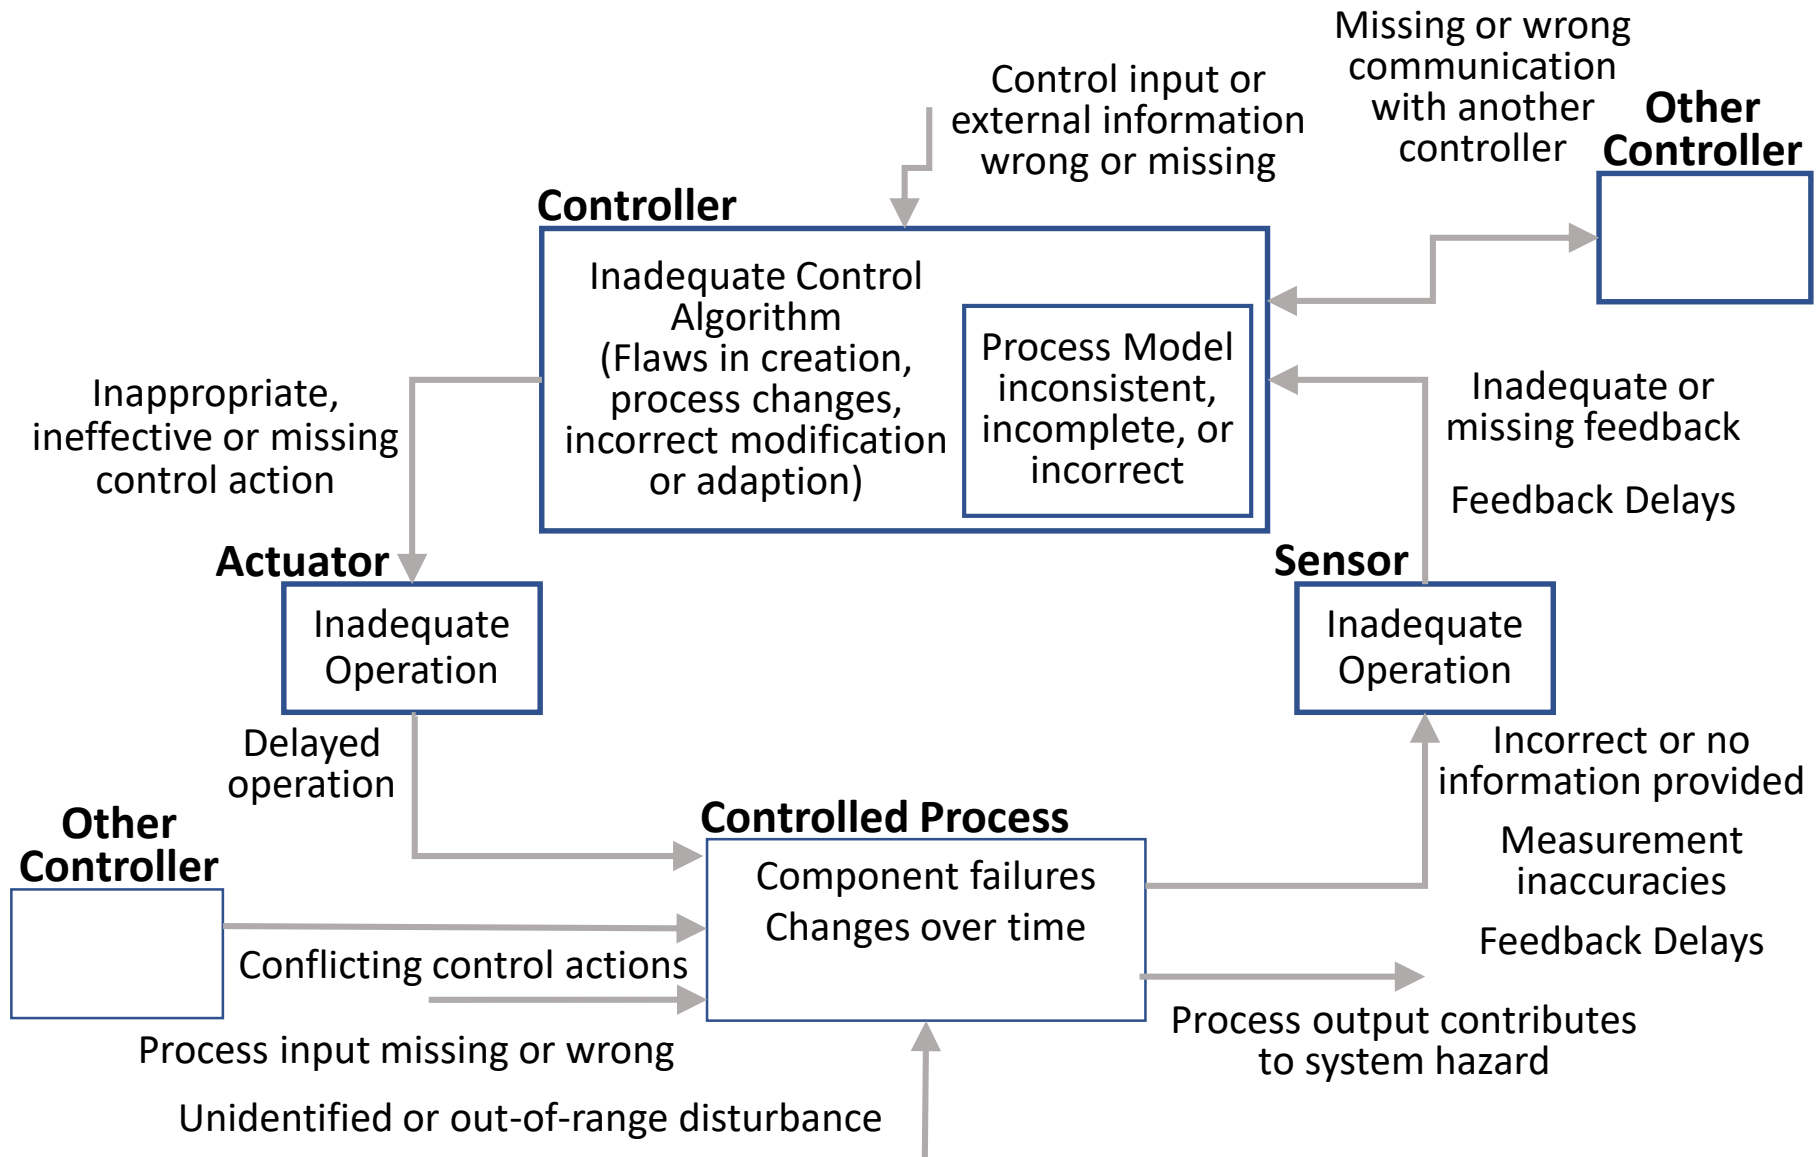 Missing or wrong
communication
with another
controller
Control input or
external information
wrong or missing
Other
Controller
Controller
Inadequate Control
Algorithm
(Flaws in creation,
process changes,
incorrect modification
or adaption)
Process Model
inconsistent,
incomplete, or
incorrect
Inappropriate,
ineffective or missing
control action
Inadequate or
missing feedback
Feedback Delays
Actuator
Inadequate
Operation
Sensor
Inadequate
Operation
Delayed
operation
Incorrect or no
information provided
Measurement
inaccuracies
Feedback Delays
Other
Controller
Controlled Process
Component failures
Changes over time
Conflicting control actions
Process input missing or wrong
Process output contributes
to system hazard
Unidentified or out-of-range disturbance